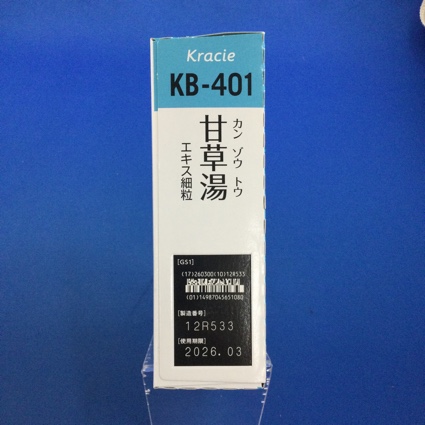 Kracie
KB-401
カンゾウトウ
甘草湯
エキス細粒
[GS1]
(17)260300(10)12R533
(01)14987045651080
[製造番号]
12R533
[使用期限]
2026.03